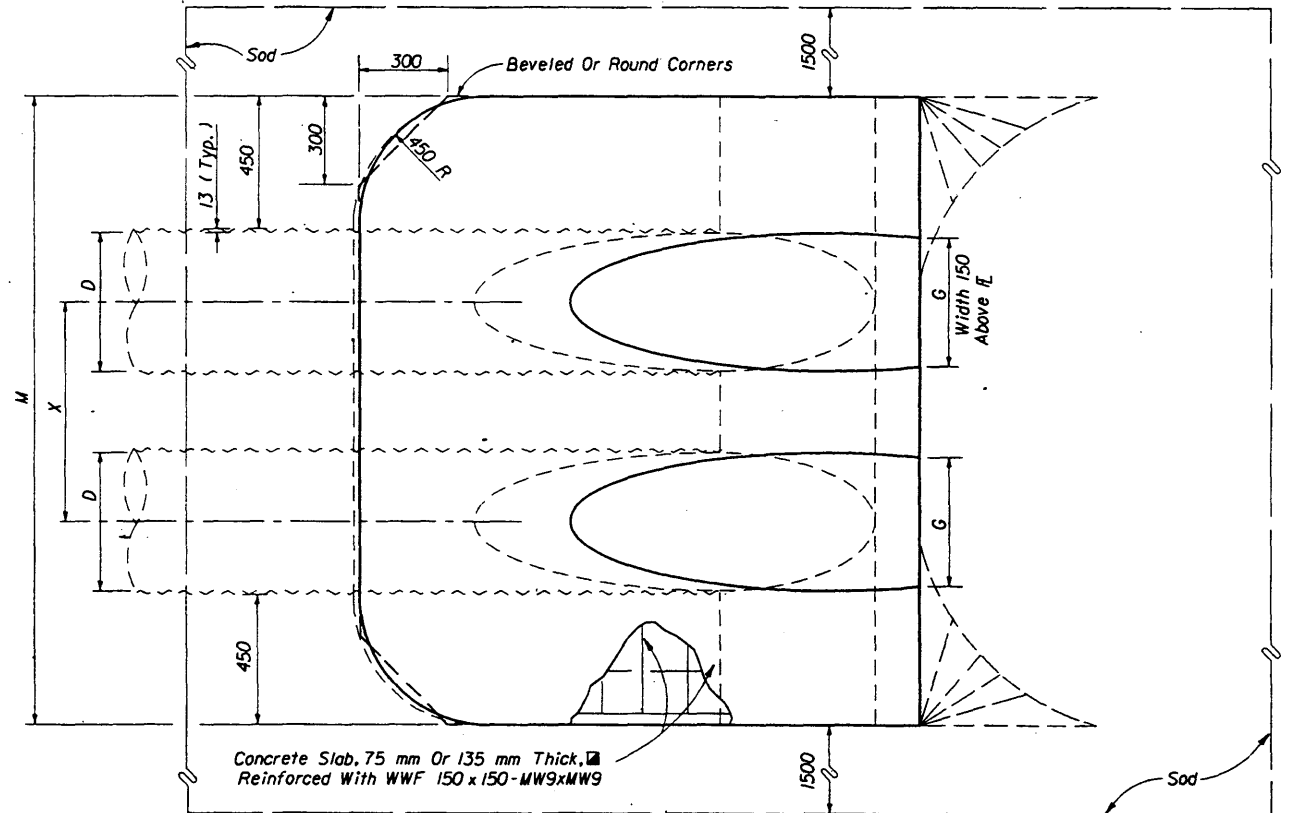 Sod
1500
300
Beveled Or Round Corners
13 (Typ.)
450
300
450 R
D
X
M
G
Width 150
Above ℄
D
G
450
Concrete Slab, 75 mm Or 135 mm Thick,
Reinforced With WWF 150 x 150-MW9xMW9
1500
Sod